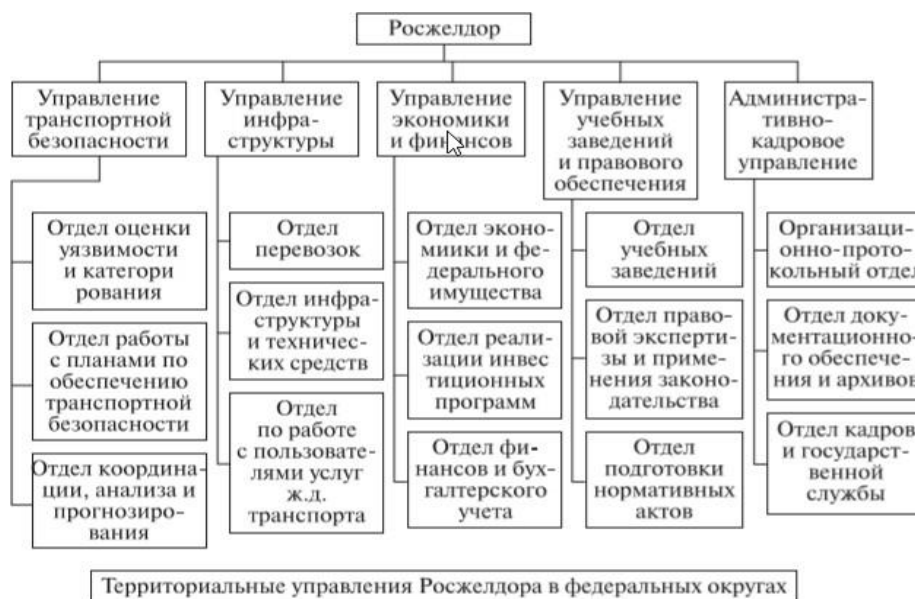 Росжелдор
Управление
транспортной
безопасности
Управление
инфра-
структуры
Управление
экономики
и финансов
Управление
учебных
заведений
и правового
обеспечения
Администра-
тивно-
кадровое
управление
Отдел оценки
уязвимости
и категори
рования
Отдел работы
с планами по
обеспечению
транспортной
безопасности
Отдел координа-
ции, анализа и
прогнозиро-
вания
Отдел
перевозок
Отдел инфра-
структуры
и техничес-
ких средств
Отдел
по работе
с пользовате-
лями услуг
ж.д.
транспорта
Отдел эконо-
миики и фе-
дерального
имущества
Отдел реали-
зации инвес
тиционных
программ
Отдел фи-
нансов и бух-
галтерского
учета
Отдел
учебных
заведений
Отдел право-
вой эксперти-
зы и приме-
нения законо-
дательства
Отдел
подготовки
нормативных
актов
Организаци-
онно-прото-
кольный отдел
Отдел доку-
ментационно-
го обеспече-
ния и архивов
Отдел кадров
и государст-
венной
службы
Территориальные управления Росжелдора в федеральных округах